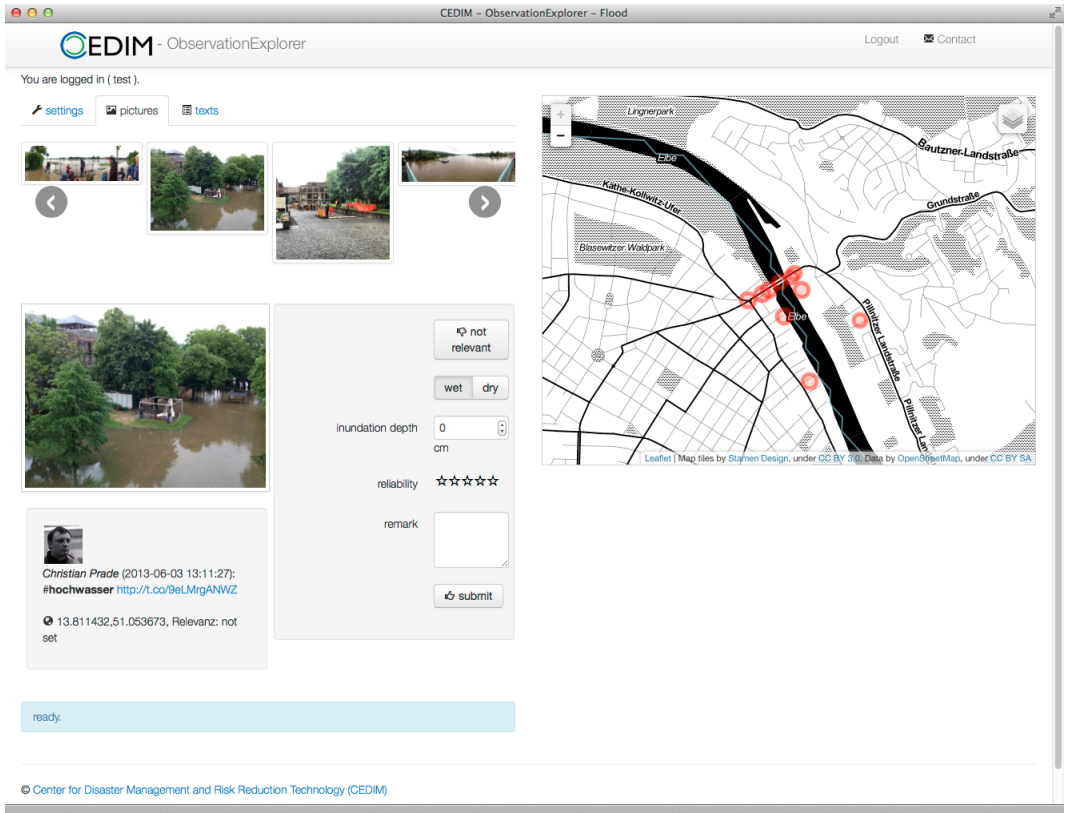 CEDIM – ObservationExplorer – Flood
CEDIM - ObservationExplorer
Logout
Contact
You are logged in ( test ).
settings
pictures
texts
not
relevant
wet
dry
inundation depth
0
cm
reliability
remark
submit
Christian Prade (2013-06-03 13:11:27):
#hochwasser http://t.co/9eLMrgANWZ
13.811432,51.053673, Relevanz: not
set
ready.
+
−
Lingnerpark
Elbe
Käthe-Kollwitz-Ufer
Blasewitzer Waldpark
Bautzner-Landstraße
Grundstraße
Elbe
Pillnitzer Landstraße
Pillnitzer Lan
Leaflet | Map tiles by Stamen Design, under CC BY 3.0. Data by OpenStreetMap, under CC BY SA
© Center for Disaster Management and Risk Reduction Technology (CEDIM)